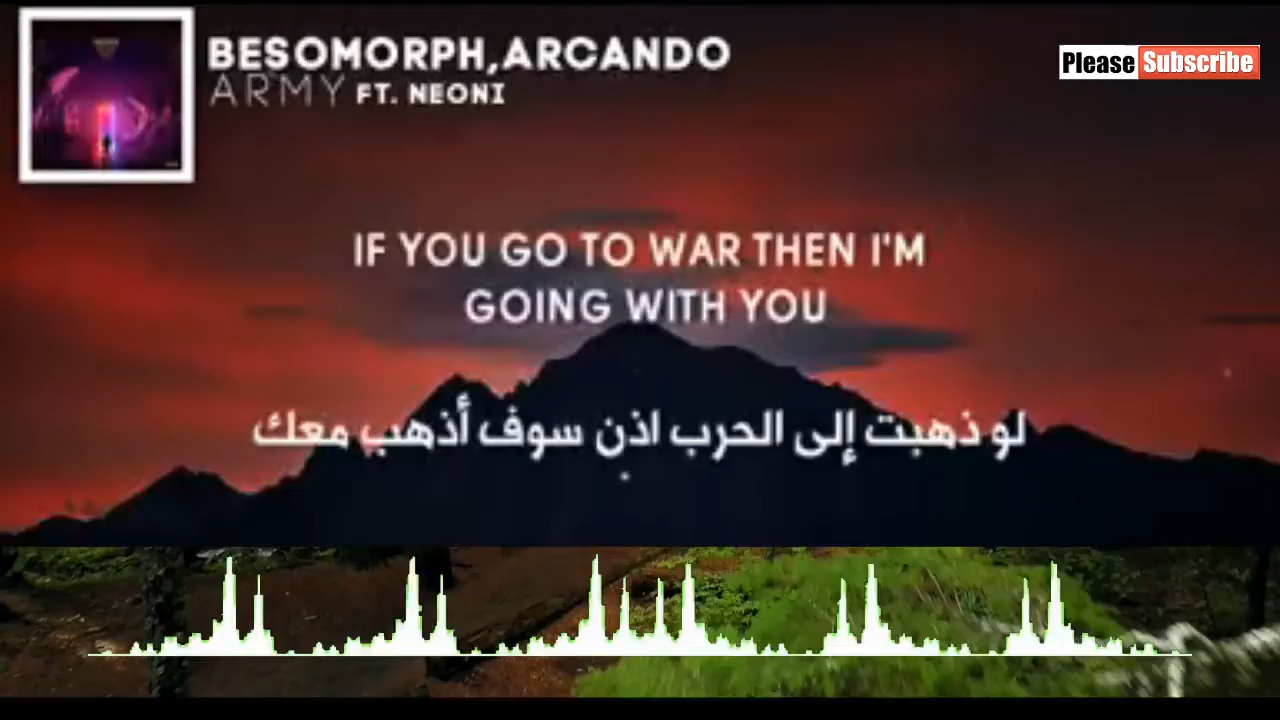 BESOMORPH,ARCANDO
ARMY FT. NEONI
Please Subscribe
IF YOU GO TO WAR THEN I'M
GOING WITH YOU
لو ذهبت إلى الحرب اذن سوف أذهب معك